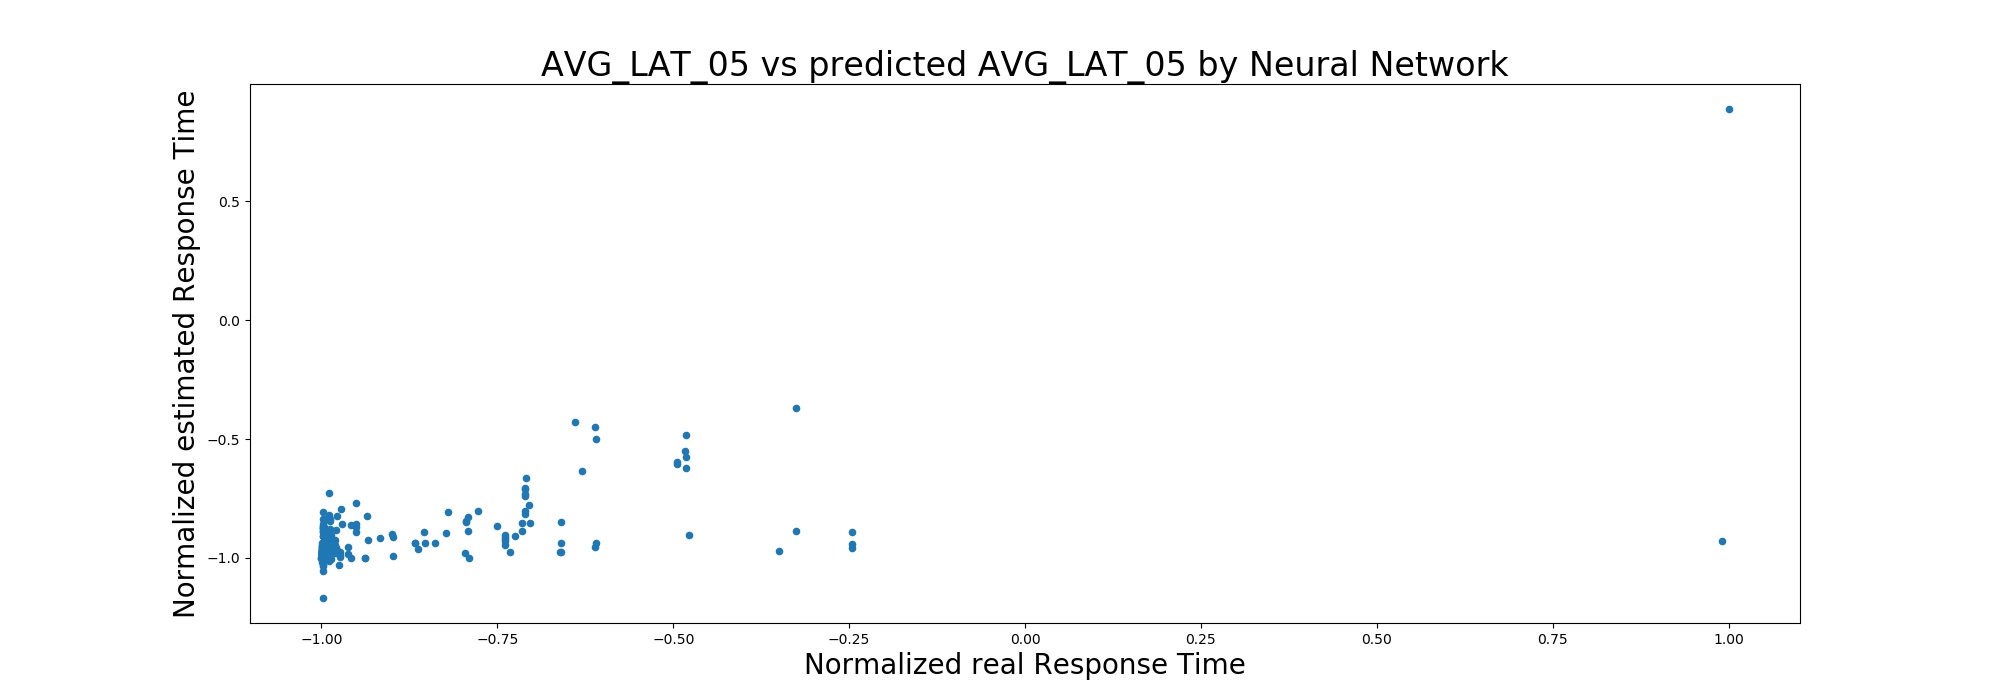 AVG_LAT_05 vs predicted AVG_LAT_05 by Neural Network
Normalized estimated Response Time
0.5
0.0
−0.5
−1.0
−1.00 −0.75 −0.50 −0.25 0.00 0.25 0.50 0.75 1.00
Normalized real Response Time